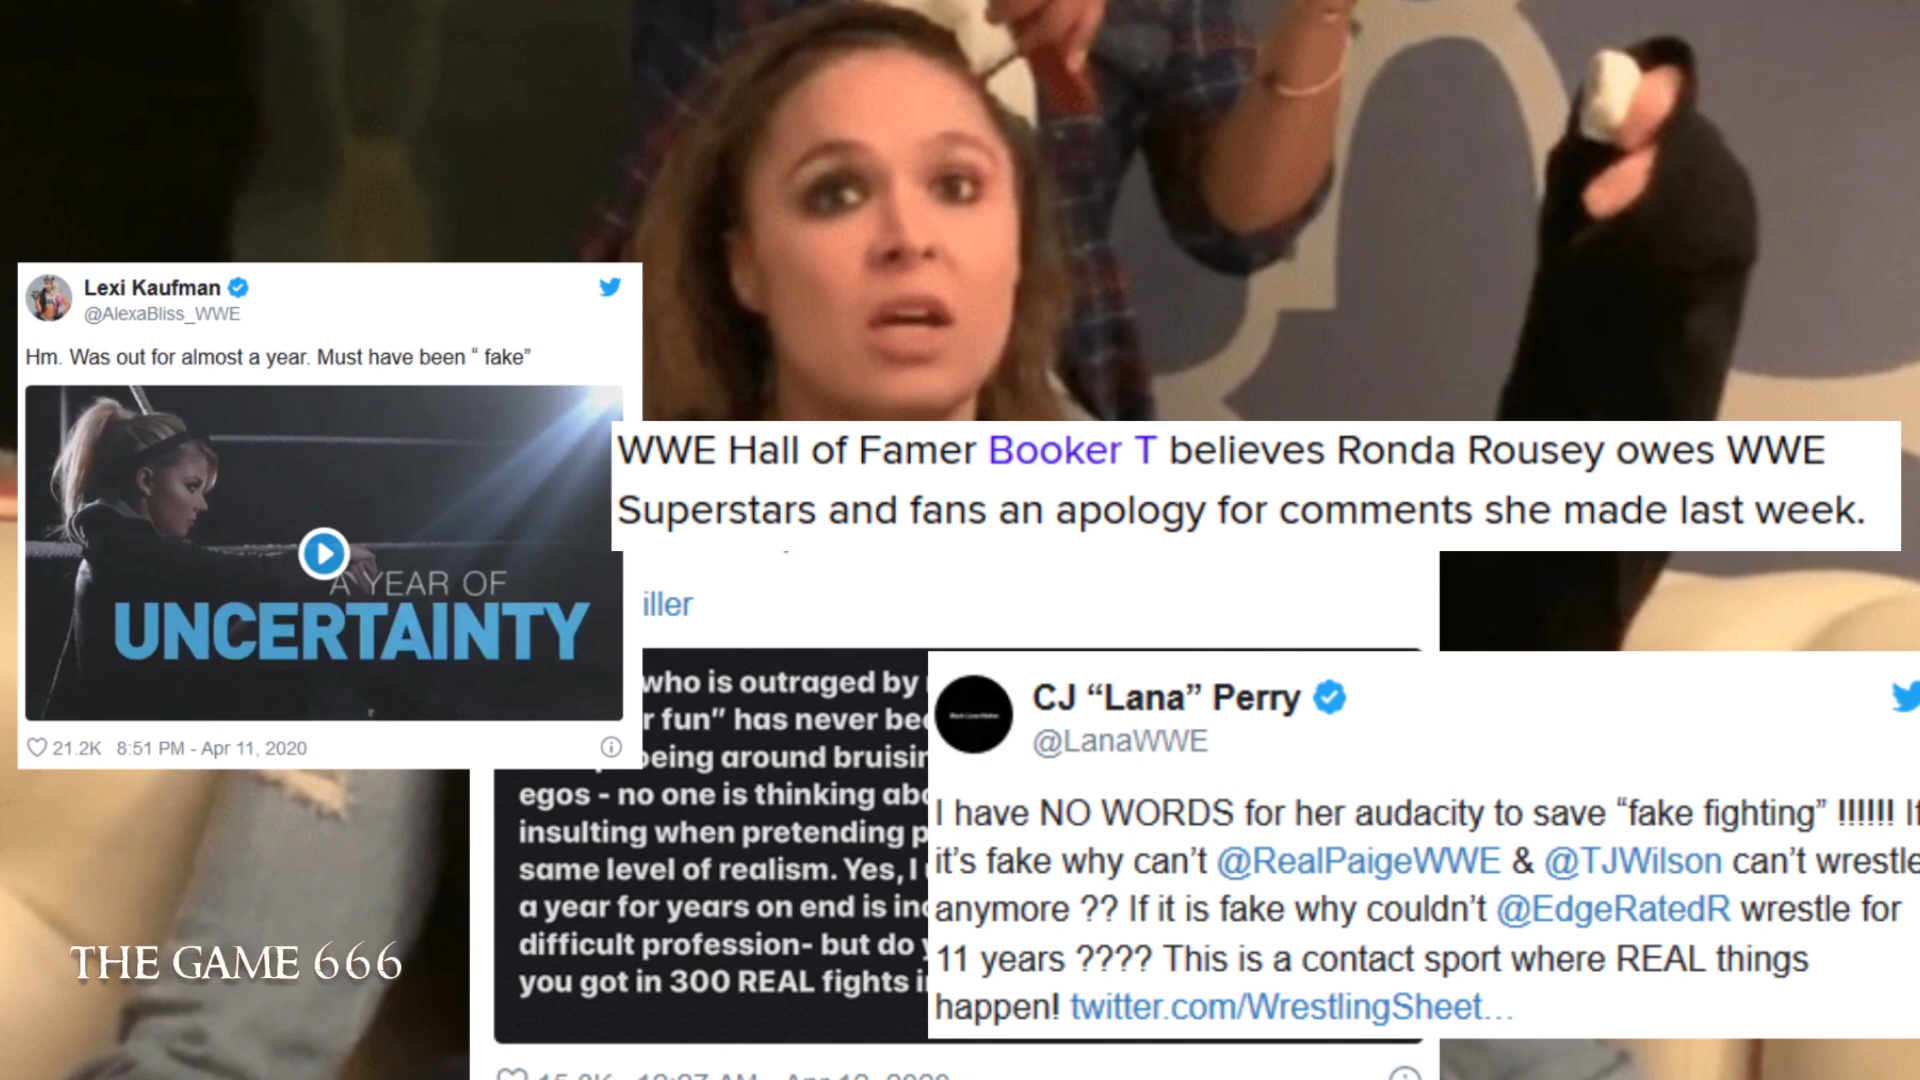 Lexi Kaufman
@AlexaBliss_WWE
Hm. Was out for almost a year. Must have been “ fake”
A YEAR OF
UNCERTAINTY
21.2K 8:51 PM - Apr 11, 2020
WWE Hall of Famer Booker T believes Ronda Rousey owes WWE
Superstars and fans an apology for comments she made last week.
iller
who is outraged by
r fun” has never
being around
egos - no one is thinking
insulting when pretending
same level of realism. Yes, I
a year for years on end is
difficult profession- but do
you got in 300 REAL fights
CJ “Lana” Perry
@LanaWWE
I have NO WORDS for her audacity to save “fake fighting” !!!!!! If
it’s fake why can’t @RealPaigeWWE & @TJWilson can’t wrestle
anymore ?? If it is fake why couldn’t @EdgeRatedR wrestle for
11 years ???? This is a contact sport where REAL things
happen! twitter.com/WrestlingSheet…
THE GAME 666